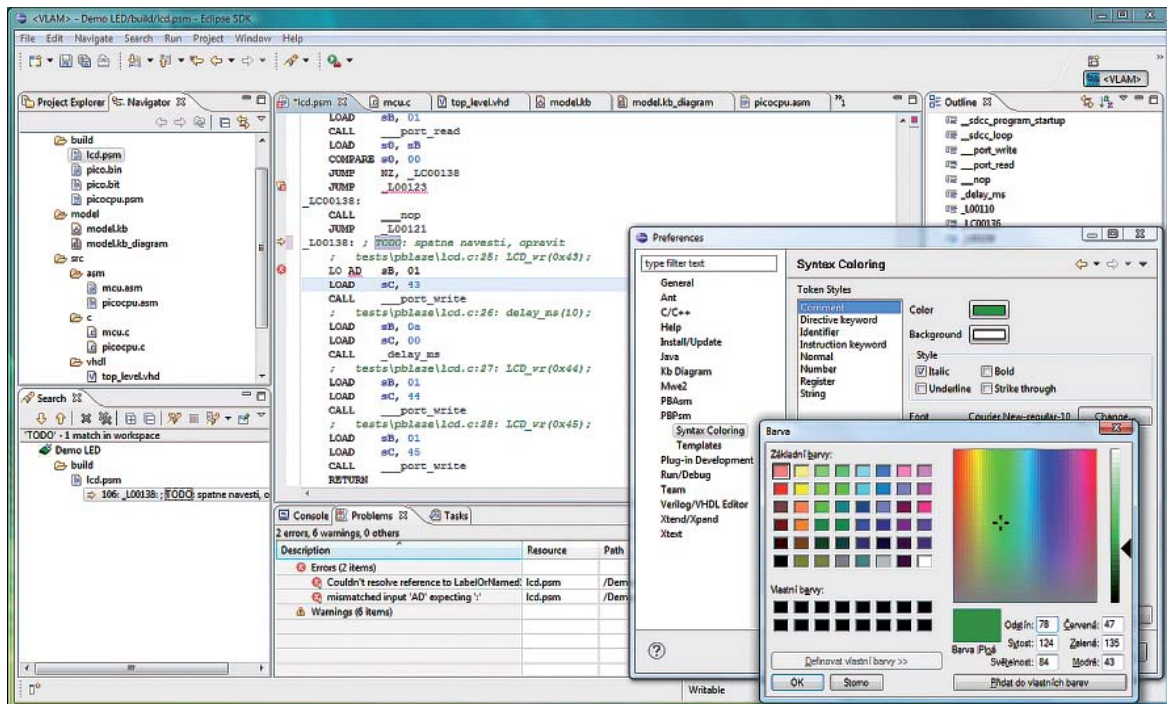 <VLAM> - Demo LED/build/lcd.psm - Eclipse SDK
File Edit Navigate Search Run Project Window Help
<VLAM>
Project Explorer Navigator
build
lcd.psm
pico.bin
pico.bit
picocpu.psm
model
model.kb
model.kb_diagram
src
asm
mcu.asm
picocpu.asm
c
mcu.c
picocpu.c
vhdl
top_level.vhd
*lcd.psm mcu.c top_level.vhd model.kb model.kb_diagram picocpu.asm »1
LOAD sB, 01
CALL __port_read
LOAD s0, sB
COMPARE s0, 00
JUMP NZ, _LC00138
JUMP _L00123
_LC00138:
CALL __nop
JUMP _L00121
_L00138: ; TODO: spatne navesti, opravit
; tests\pblaze\lcd.c:25: LCD_wr(0x43);
LO AD sB, 01
LOAD sC, 43
CALL __port_write
; tests\pblaze\lcd.c:26: delay_ms(10);
LOAD sB, 0a
LOAD sC, 00
CALL _delay_ms
; tests\pblaze\lcd.c:27: LCD_wr(0x44);
LOAD sB, 01
LOAD sC, 44
CALL __port_write
; tests\pblaze\lcd.c:28: LCD_wr(0x45);
LOAD sB, 01
LOAD sC, 45
CALL __port_write
RETURN
Outline
_sdcc_program_startup
_sdcc_loop
__port_write
__port_read
__nop
_delay_ms
_L00110
_LC00136
Search
'TODO' - 1 match in workspace
Demo LED
build
lcd.psm
106: _L00138: ; TODO: spatne navesti, o
Console Problems Tasks
2 errors, 6 warnings, 0 others
Description Resource Path
Errors (2 items)
Couldn't resolve reference to LabelOrNamed: lcd.psm /Dem
mismatched input 'AD' expecting ':' lcd.psm /Dem
Warnings (6 items)
Writable
Preferences
type filter text
General
Ant
C/C++
Help
Install/Update
Java
Kb Diagram
Mwe2
PBAsm
PBPsm
Syntax Coloring
Templates
Plug-in Development
Run/Debug
Team
Verilog/VHDL Editor
Xtend/Xpand
Xtext
Syntax Coloring
Token Styles
Comment
Directive keyword
Identifier
Instruction keyword
Normal
Number
Register
String
Color
Background
Style
Italic Bold
Underline Strike through
Font Courier New-regular-10 Change...
Barva
Základní barvy:
Vlastní barvy:
Definovat vlastní barvy >>
OK Storno
Barva|Plná
Odstín: 78 Červená: 47
Sytost: 124 Zelená: 135
Světelnost: 84 Modrá: 43
Přidat do vlastních barev